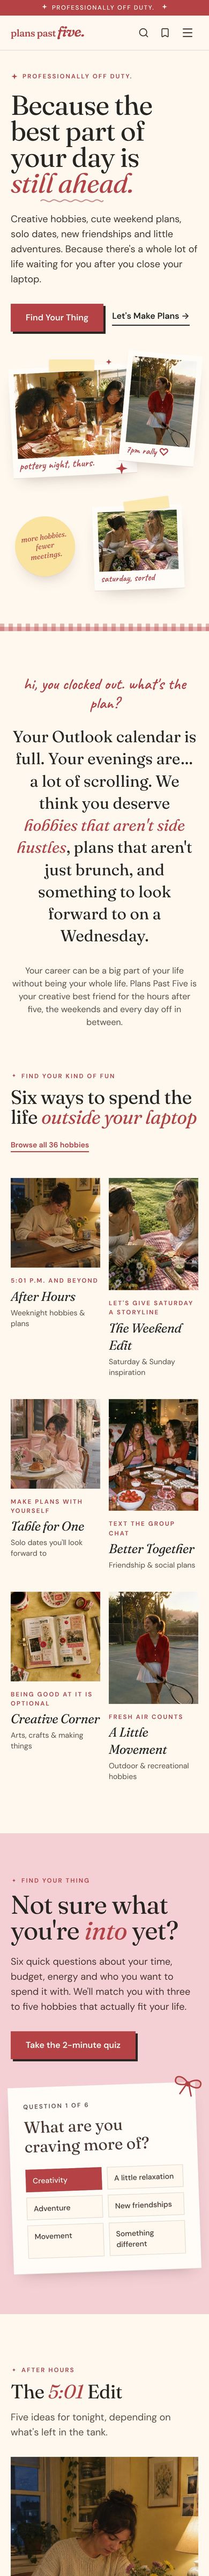 PROFESSIONALLY OFF DUTY.
plans past five.
PROFESSIONALLY OFF DUTY.
Because the
best part of
your day is
still ahead.
Creative hobbies, cute weekend plans,
solo dates, new friendships and little
adventures. Because there's a whole lot of
life waiting for you after you close your
laptop.
Find Your Thing
Let's Make Plans →
pottery night, thurs.
7pm rally ♡
more hobbies.
fewer
meetings.
saturday, sorted
hi, you clocked out. what's the
plan?
Your Outlook calendar is
full. Your evenings are...
a lot of scrolling. We
think you deserve
hobbies that aren't side
hustles, plans that aren't
just brunch, and
something to look
forward to on a
Wednesday.
Your career can be a big part of your life
without being your whole life. Plans Past Five is
your creative best friend for the hours after
five, the weekends and every day off in
between.
FIND YOUR KIND OF FUN
Six ways to spend the
life outside your laptop
Browse all 36 hobbies
5:01 P.M. AND BEYOND
After Hours
Weeknight hobbies &
plans
LET'S GIVE SATURDAY
A STORYLINE
The Weekend
Edit
Saturday & Sunday
inspiration
MAKE PLANS WITH
YOURSELF
Table for One
Solo dates you'll look
forward to
TEXT THE GROUP
CHAT
Better Together
Friendship & social plans
BEING GOOD AT IT IS
OPTIONAL
Creative Corner
Arts, crafts & making
things
FRESH AIR COUNTS
A Little
Movement
Outdoor & recreational
hobbies
FIND YOUR THING
Not sure what
you're into yet?
Six quick questions about your time,
budget, energy and who you want to
spend it with. We'll match you with three
to five hobbies that actually fit your life.
Take the 2-minute quiz
QUESTION 1 OF 6
What are you
craving more of?
Creativity
A little relaxation
Adventure
New friendships
Movement
Something
different
AFTER HOURS
The 5:01 Edit
Five ideas for tonight, depending on
what's left in the tank.